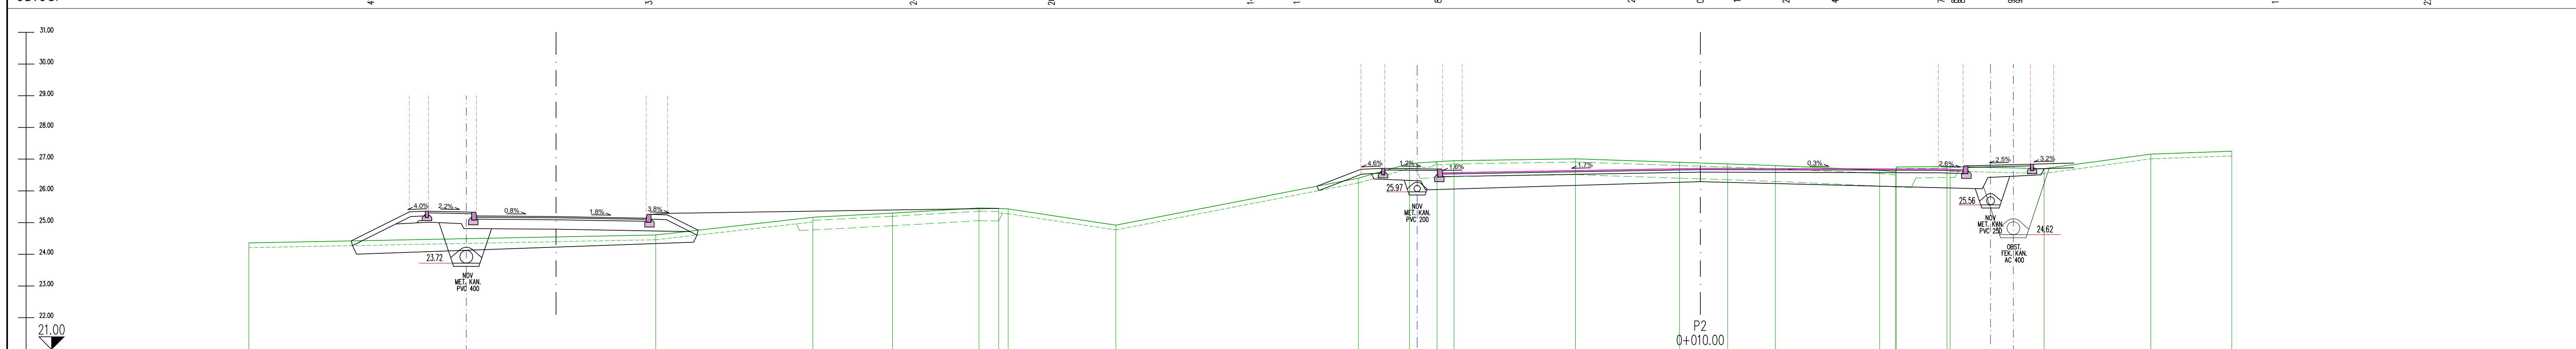 31.00
30.00
29.00
28.00
27.00
26.00
25.00
24.00
23.00
22.00
21.00
4.0% 2.2% 0.8% 1.8% 3.8%
23.72
NOV
MET. KAN.
PVC 400
4.6% 1.2% 1.6% 1.7% 0.3% 2.6% 2.5% 3.2%
25.97
NOV
MET. KAN.
PVC 200
25.56
NOV
MET. KAN.
PVC 250
24.62
OBST.
FEK. KAN.
AC 400
P2
0+010.00